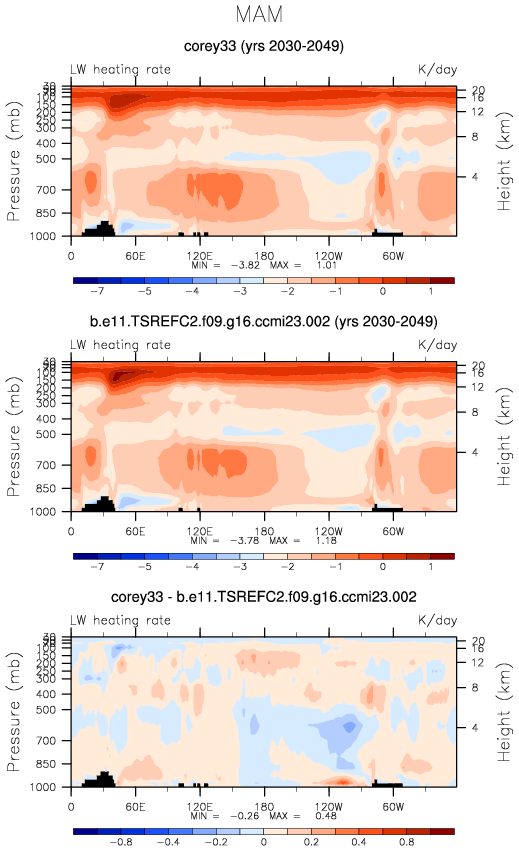 MAM
corey33 (yrs 2030-2049)
LW heating rate K/day
Pressure (mb)
Height (km)
30
100
150
200
250
300
400
500
700
850
1000
20
16
12
8
4
0 60E 120E 180 120W 60W
MIN = -3.82 MAX = 1.01
-7 -5 -4 -3 -2 -1 0 1
b.e11.TSREFC2.f09.g16.ccmi23.002 (yrs 2030-2049)
LW heating rate K/day
Pressure (mb)
Height (km)
30
100
150
200
250
300
400
500
700
850
1000
20
16
12
8
4
0 60E 120E 180 120W 60W
MIN = -3.78 MAX = 1.18
-7 -5 -4 -3 -2 -1 0 1
corey33 - b.e11.TSREFC2.f09.g16.ccmi23.002
LW heating rate K/day
Pressure (mb)
Height (km)
30
100
150
200
250
300
400
500
700
850
1000
20
16
12
8
4
0 60E 120E 180 120W 60W
MIN = -0.26 MAX = 0.48
-0.8 -0.4 -0.2 0 0.2 0.4 0.8